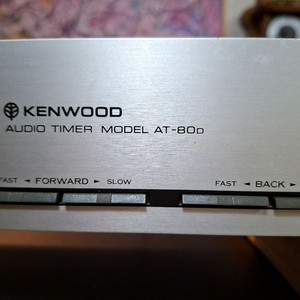 KENWOOD
AUDIO TIMER MODEL AT-80D
FAST ◄ FORWARD ► SLOW
FAST ◄ BACK ►